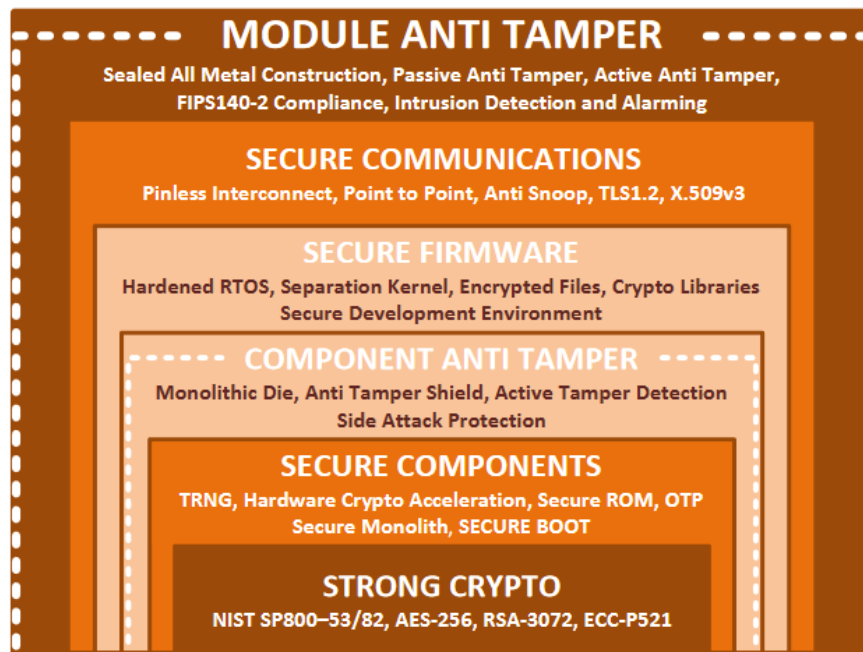 MODULE ANTI TAMPER
Sealed All Metal Construction, Passive Anti Tamper, Active Anti Tamper,
FIPS140-2 Compliance, Intrusion Detection and Alarming
SECURE COMMUNICATIONS
Pinless Interconnect, Point to Point, Anti Snoop, TLS1.2, X.509v3
SECURE FIRMWARE
Hardened RTOS, Separation Kernel, Encrypted Files, Crypto Libraries
Secure Development Environment
COMPONENT ANTI TAMPER
Monolithic Die, Anti Tamper Shield, Active Tamper Detection
Side Attack Protection
SECURE COMPONENTS
TRNG, Hardware Crypto Acceleration, Secure ROM, OTP
Secure Monolith, SECURE BOOT
STRONG CRYPTO
NIST SP800–53/82, AES-256, RSA-3072, ECC-P521